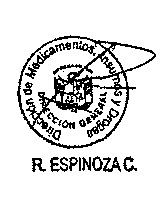 Dirección de Medicamentos, Insumos y Drogas
DIRECCIÓN GENERAL
R. ESPINOZA C.